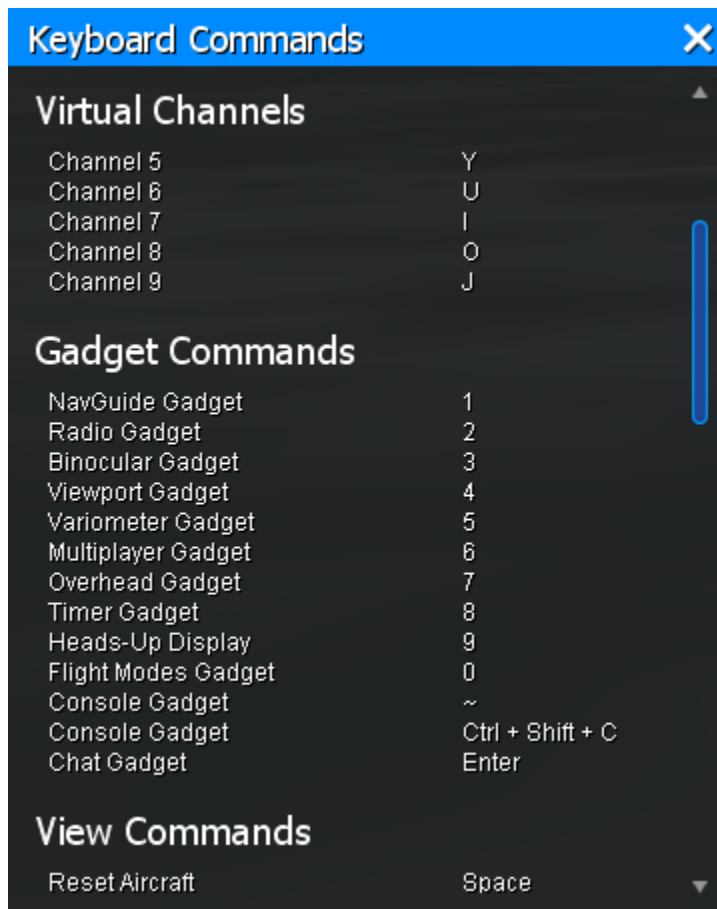 Keyboard Commands
Virtual Channels
Channel 5 Y
Channel 6 U
Channel 7 I
Channel 8 O
Channel 9 J
Gadget Commands
NavGuide Gadget 1
Radio Gadget 2
Binocular Gadget 3
Viewport Gadget 4
Variometer Gadget 5
Multiplayer Gadget 6
Overhead Gadget 7
Timer Gadget 8
Heads-Up Display 9
Flight Modes Gadget 0
Console Gadget ~
Console Gadget Ctrl + Shift + C
Chat Gadget Enter
View Commands
Reset Aircraft Space